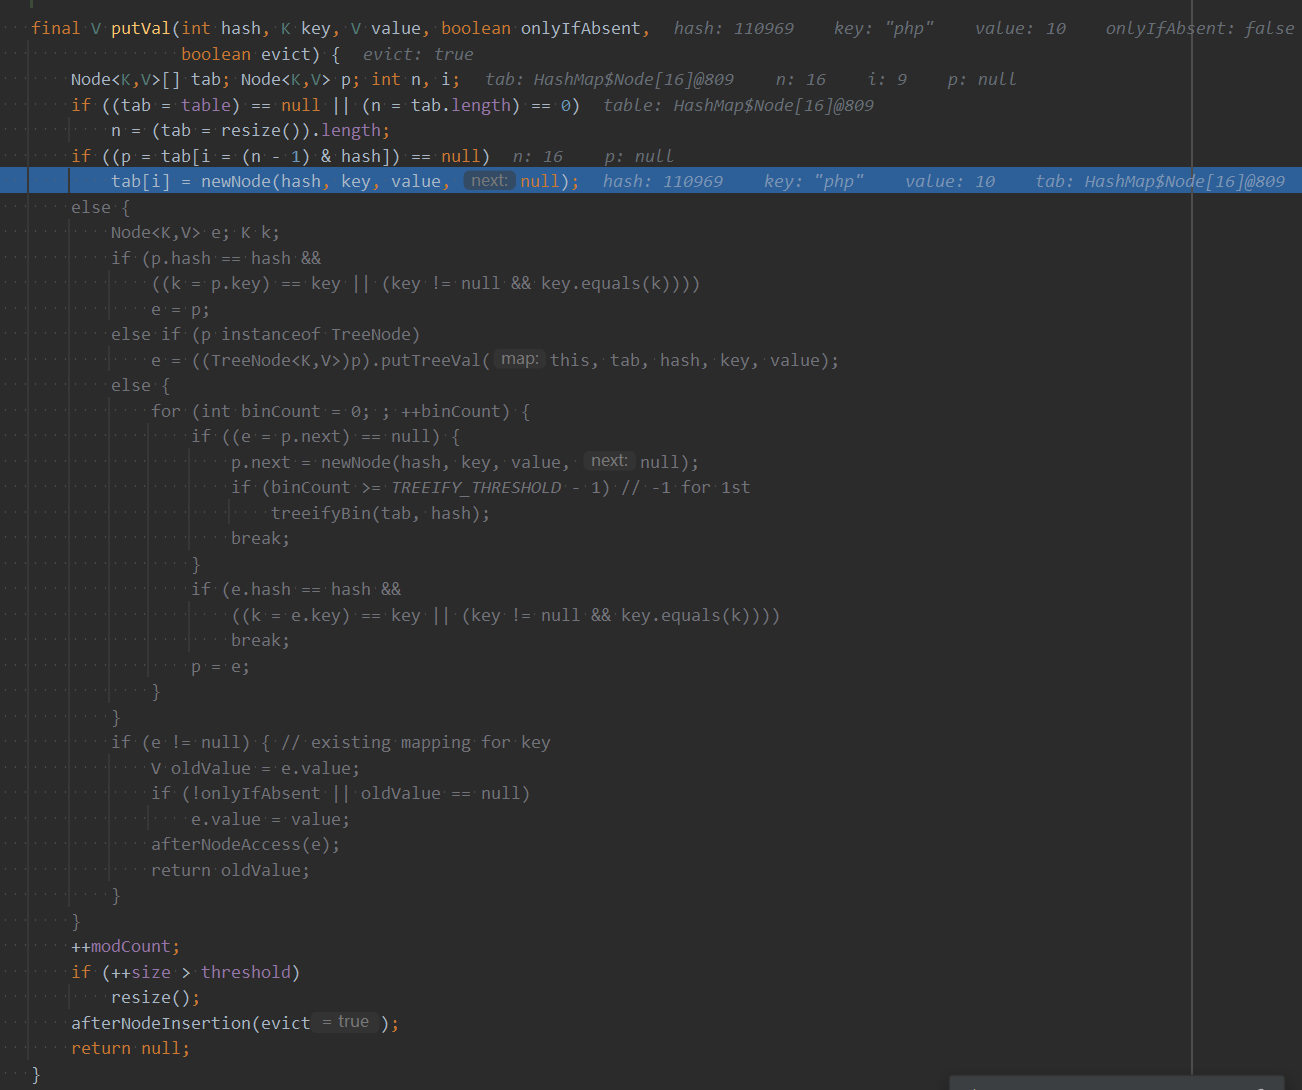 final V putVal(int hash, K key, V value, boolean onlyIfAbsent,   hash: 110969    key: "php"    value: 10    onlyIfAbsent: false
               boolean evict) {  evict: true
    Node<K,V>[] tab; Node<K,V> p; int n, i;  tab: HashMap$Node[16]@809    n: 16    i: 9    p: null
    if ((tab = table) == null || (n = tab.length) == 0)  table: HashMap$Node[16]@809
        n = (tab = resize()).length;
    if ((p = tab[i = (n - 1) & hash]) == null)  n: 16    p: null
        tab[i] = newNode(hash, key, value, next: null);  hash: 110969    key: "php"    value: 10    tab: HashMap$Node[16]@809
    else {
        Node<K,V> e; K k;
        if (p.hash == hash &&
            ((k = p.key) == key || (key != null && key.equals(k))))
            e = p;
        else if (p instanceof TreeNode)
            e = ((TreeNode<K,V>)p).putTreeVal( map: this, tab, hash, key, value);
        else {
            for (int binCount = 0; ; ++binCount) {
                if ((e = p.next) == null) {
                    p.next = newNode(hash, key, value, next: null);
                    if (binCount >= TREEIFY_THRESHOLD - 1) // -1 for 1st
                        treeifyBin(tab, hash);
                    break;
                }
                if (e.hash == hash &&
                    ((k = e.key) == key || (key != null && key.equals(k))))
                    break;
                p = e;
            }
        }
        if (e != null) { // existing mapping for key
            V oldValue = e.value;
            if (!onlyIfAbsent || oldValue == null)
                e.value = value;
            afterNodeAccess(e);
            return oldValue;
        }
    }
    ++modCount;
    if (++size > threshold)
        resize();
    afterNodeInsertion(evict = true );
    return null;
}